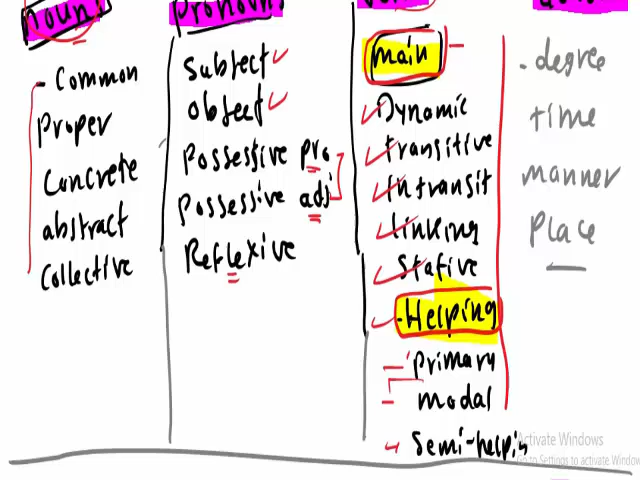 nouns
Pronouns
- Common
Proper
Concrete
abstract
Collective
Subject
object
Possessive pro
Possessive adj
Reflexive
main
Dynamic
transitive
intransit
linking
Stative
- Helping
Primary
modal
Semi-helpin
. degree
time
manner
Place
Activate Windows
Go to Settings to activate Window